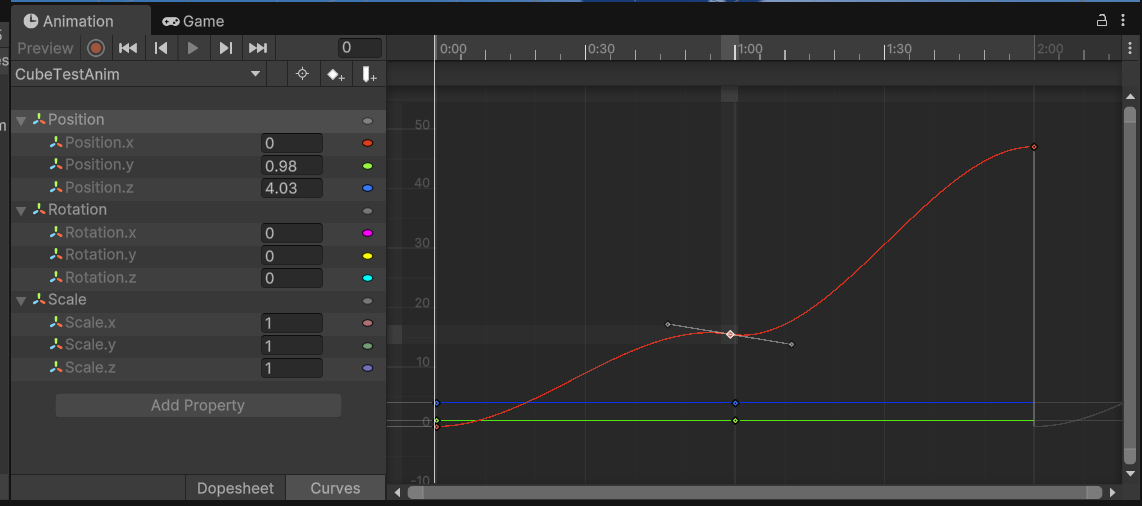 Animation
Game
Preview
0
0:00
0:30
1:00
1:30
2:00
CubeTestAnim
Position
Position.x
0
Position.y
0.98
Position.z
4.03
Rotation
Rotation.x
0
Rotation.y
0
Rotation.z
0
Scale
Scale.x
1
Scale.y
1
Scale.z
1
Add Property
50
40
30
20
10
0
-10
Dopesheet
Curves